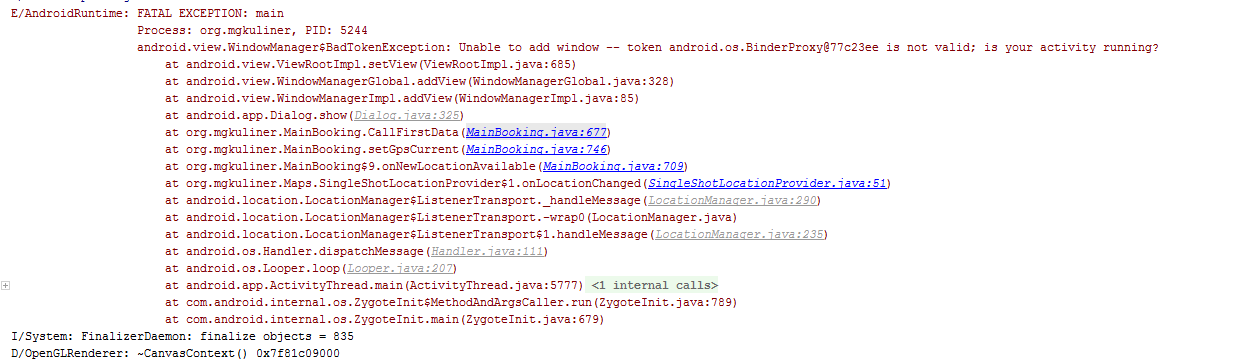 E/AndroidRuntime: FATAL EXCEPTION: main
Process: org.mgkuliner, PID: 5244
android.view.WindowManager$BadTokenException: Unable to add window -- token android.os.BinderProxy@77c23ee is not valid; is your activity running?
at android.view.ViewRootImpl.setView(ViewRootImpl.java:685)
at android.view.WindowManagerGlobal.addView(WindowManagerGlobal.java:328)
at android.view.WindowManagerImpl.addView(WindowManagerImpl.java:85)
at android.app.Dialog.show(Dialog.java:325)
at org.mgkuliner.MainBooking.CallFirstData(MainBooking.java:677)
at org.mgkuliner.MainBooking.setGpsCurrent(MainBooking.java:746)
at org.mgkuliner.MainBooking$9.onNewLocationAvailable(MainBooking.java:709)
at org.mgkuliner.Maps.SingleShotLocationProvider$1.onLocationChanged(SingleShotLocationProvider.java:51)
at android.location.LocationManager$ListenerTransport._handleMessage(LocationManager.java:290)
at android.location.LocationManager$ListenerTransport.-wrap0(LocationManager.java)
at android.location.LocationManager$ListenerTransport$1.handleMessage(LocationManager.java:235)
at android.os.Handler.dispatchMessage(Handler.java:111)
at android.os.Looper.loop(Looper.java:207)
at android.app.ActivityThread.main(ActivityThread.java:5777) <1 internal calls>
at com.android.internal.os.ZygoteInit$MethodAndArgsCaller.run(ZygoteInit.java:789)
at com.android.internal.os.ZygoteInit.main(ZygoteInit.java:679)
I/System: FinalizerDaemon: finalize objects = 835
D/OpenGLRenderer: ~CanvasContext() 0x7f81c09000